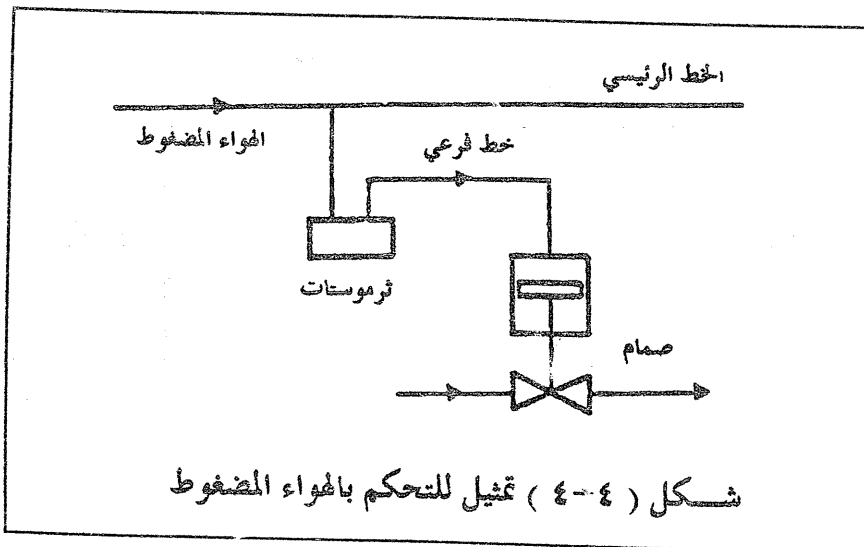 الخط الرئيسي
الهواء المضغوط
خط فرعي
ثرموستات
صمام
شكل ( ٤-٤ ) تمثيل للتحكم بالهواء المضغوط